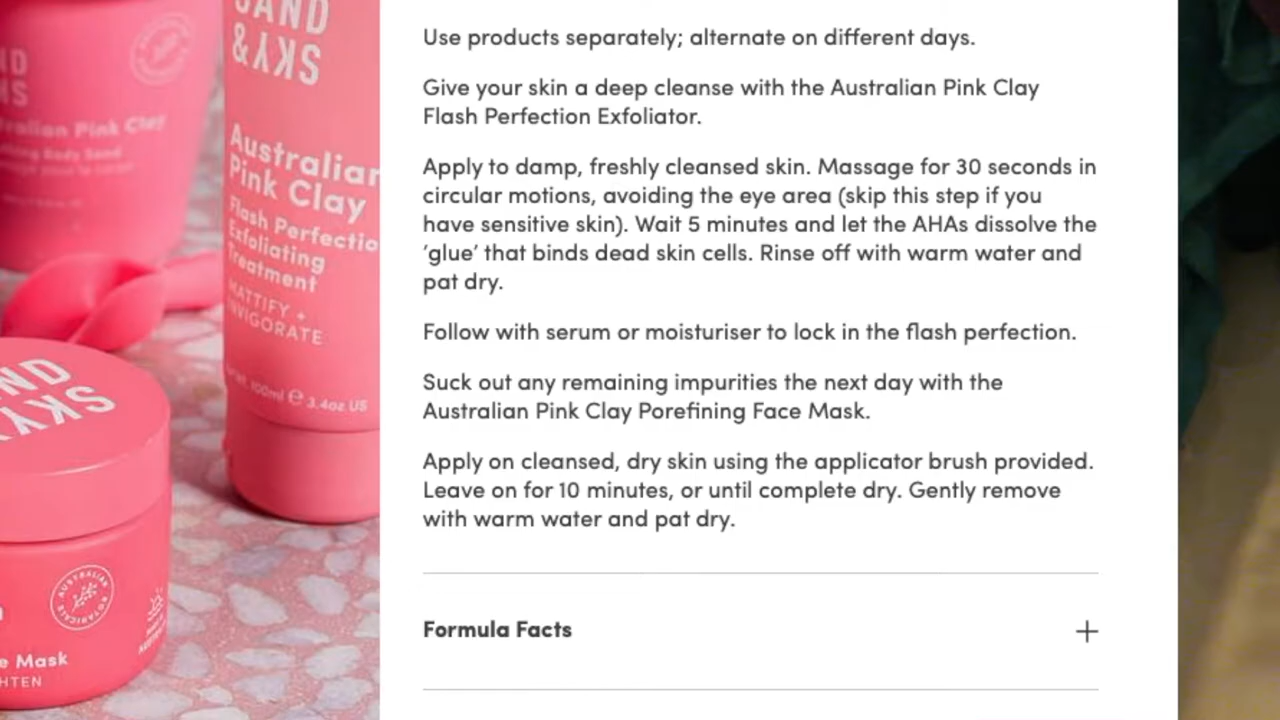 Use products separately; alternate on different days.
Give your skin a deep cleanse with the Australian Pink Clay
Flash Perfection Exfoliator.
Apply to damp, freshly cleansed skin. Massage for 30 seconds in
circular motions, avoiding the eye area (skip this step if you
have sensitive skin). Wait 5 minutes and let the AHAs dissolve the
‘glue’ that binds dead skin cells. Rinse off with warm water and
pat dry.
Follow with serum or moisturiser to lock in the flash perfection.
Suck out any remaining impurities the next day with the
Australian Pink Clay Porefining Face Mask.
Apply on cleansed, dry skin using the applicator brush provided.
Leave on for 10 minutes, or until complete dry. Gently remove
with warm water and pat dry.
Formula Facts
SAND
&SKY
Australian
Pink Clay
Flash Perfectio
Exfoliating
Treatment
MATTIFY +
INVIGORATE
100ml ℮ 3.4oz US
Pink Clay
Body Sand
ND
SKY
AUSTRALIAN
BOTANICALS
e Mask
HTEN